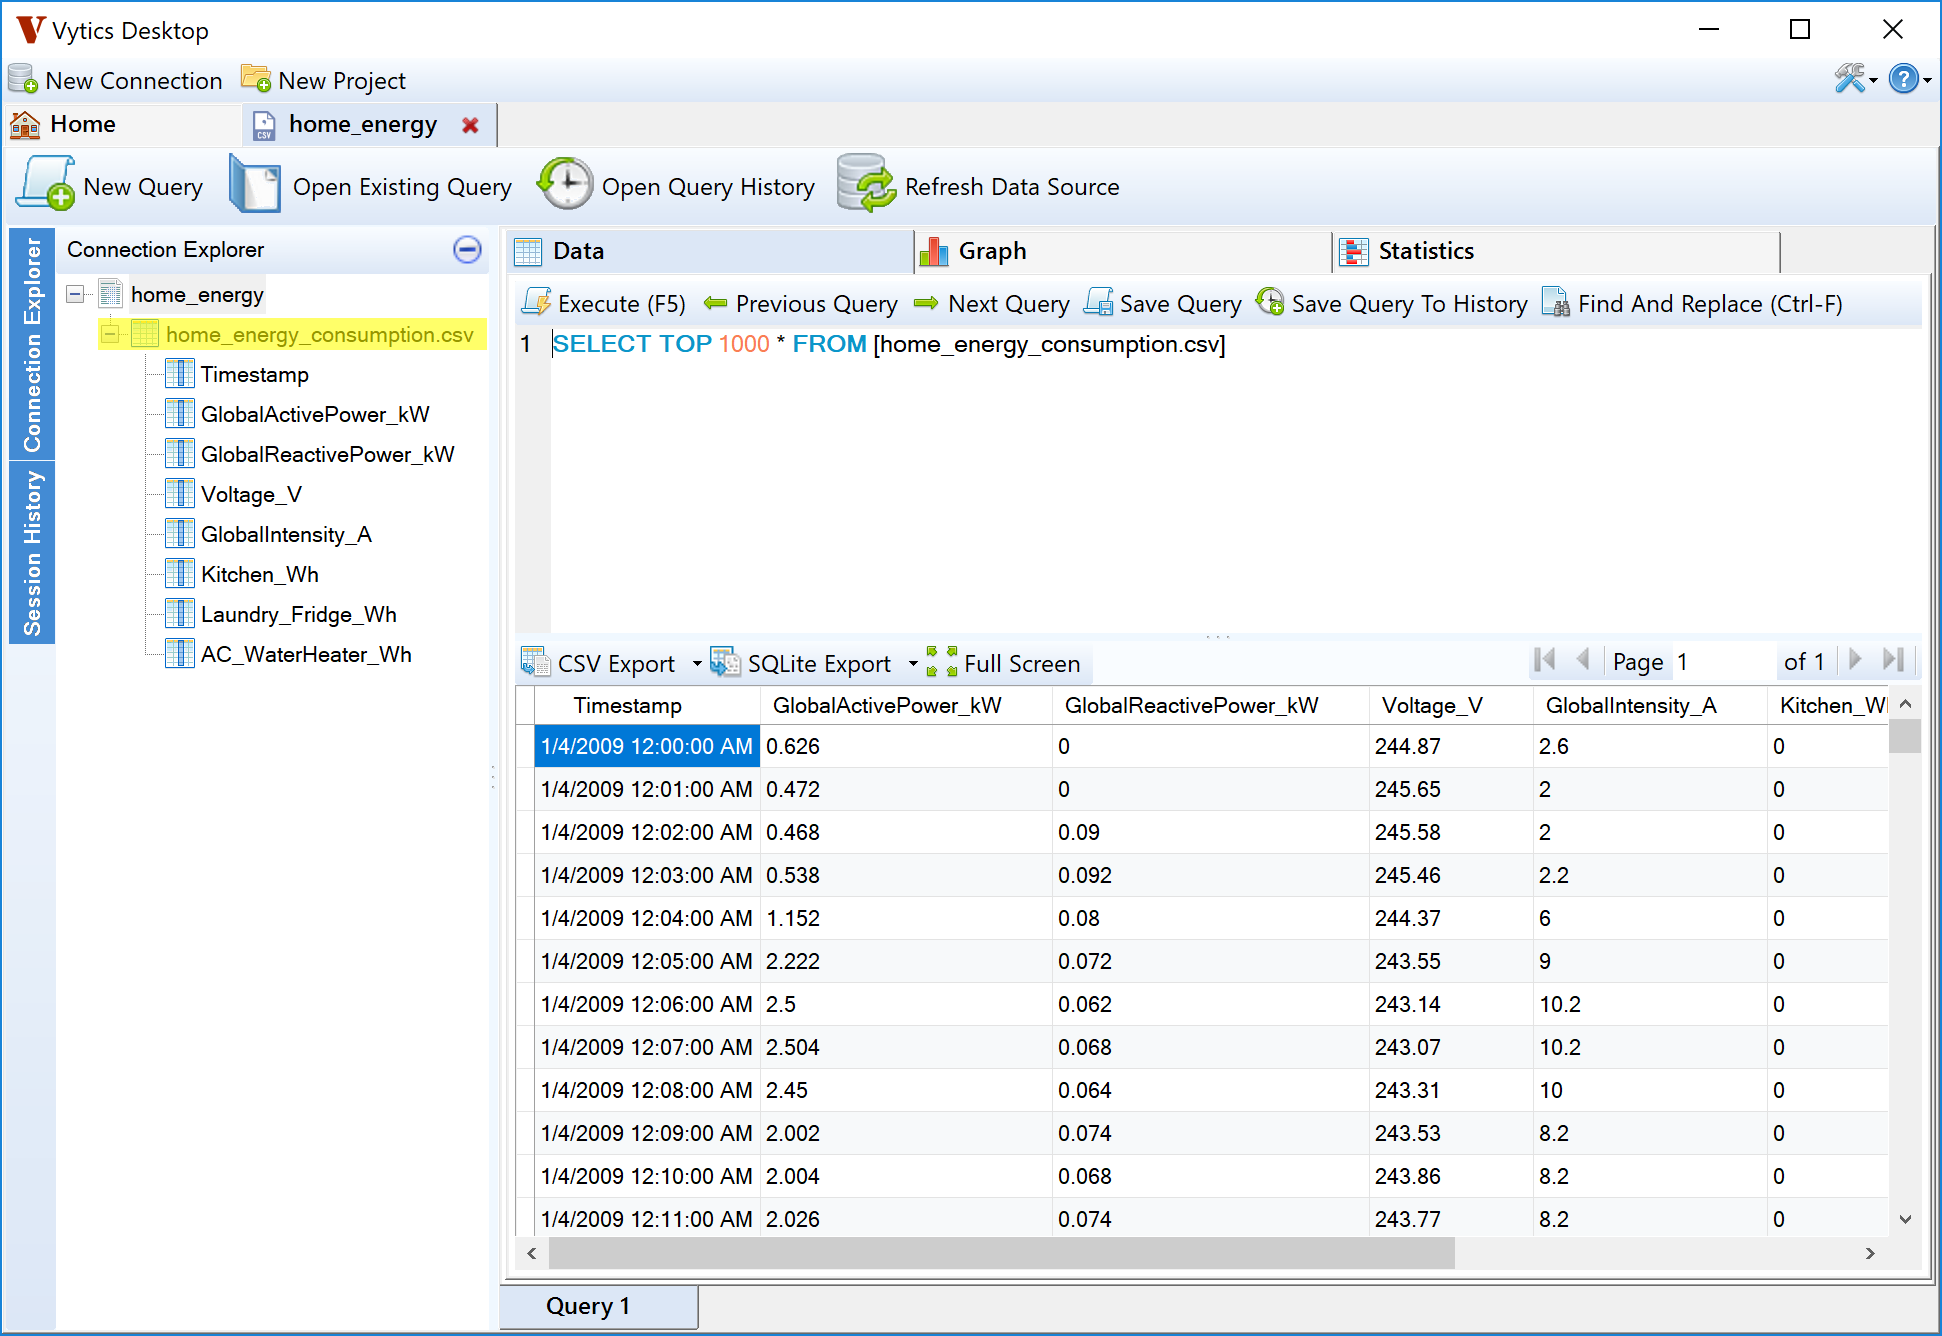 Vytics Desktop
New Connection New Project
Home home_energy
New Query Open Existing Query Open Query History Refresh Data Source
Connection Explorer
Session History
Connection Explorer
home_energy
home_energy_consumption.csv
Timestamp
GlobalActivePower_kW
GlobalReactivePower_kW
Voltage_V
GlobalIntensity_A
Kitchen_Wh
Laundry_Fridge_Wh
AC_WaterHeater_Wh
Data Graph Statistics
Execute (F5) Previous Query Next Query Save Query Save Query To History Find And Replace (Ctrl-F)
1 SELECT TOP 1000 * FROM [home_energy_consumption.csv]
CSV Export SQLite Export Full Screen Page 1 of 1
Timestamp GlobalActivePower_kW GlobalReactivePower_kW Voltage_V GlobalIntensity_A Kitchen_W
1/4/2009 12:00:00 AM 0.626 0 244.87 2.6 0
1/4/2009 12:01:00 AM 0.472 0 245.65 2 0
1/4/2009 12:02:00 AM 0.468 0.09 245.58 2 0
1/4/2009 12:03:00 AM 0.538 0.092 245.46 2.2 0
1/4/2009 12:04:00 AM 1.152 0.08 244.37 6 0
1/4/2009 12:05:00 AM 2.222 0.072 243.55 9 0
1/4/2009 12:06:00 AM 2.5 0.062 243.14 10.2 0
1/4/2009 12:07:00 AM 2.504 0.068 243.07 10.2 0
1/4/2009 12:08:00 AM 2.45 0.064 243.31 10 0
1/4/2009 12:09:00 AM 2.002 0.074 243.53 8.2 0
1/4/2009 12:10:00 AM 2.004 0.068 243.86 8.2 0
1/4/2009 12:11:00 AM 2.026 0.074 243.77 8.2 0
Query 1